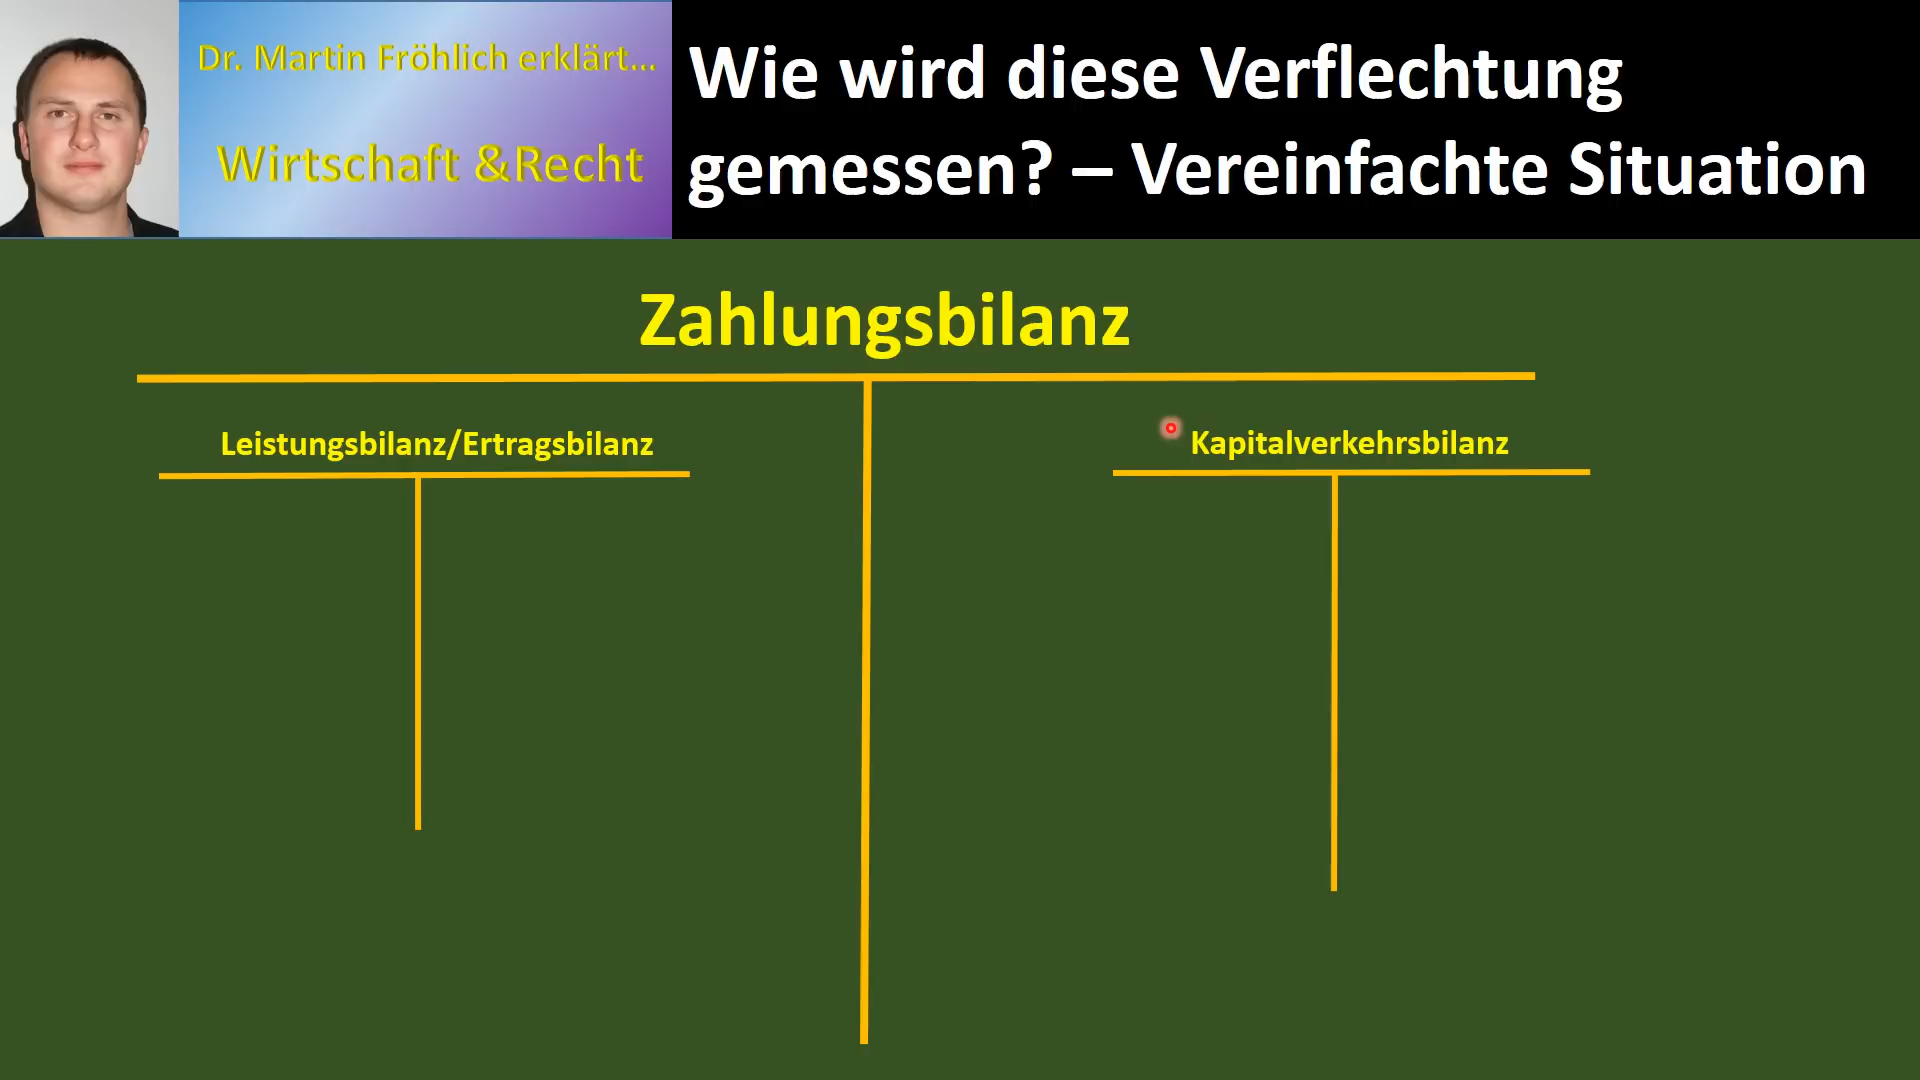 Dr. Martin Fröhlich erklärt...
Wirtschaft &Recht
Wie wird diese Verflechtung
gemessen? – Vereinfachte Situation
Zahlungsbilanz
Leistungsbilanz/Ertragsbilanz
Kapitalverkehrsbilanz